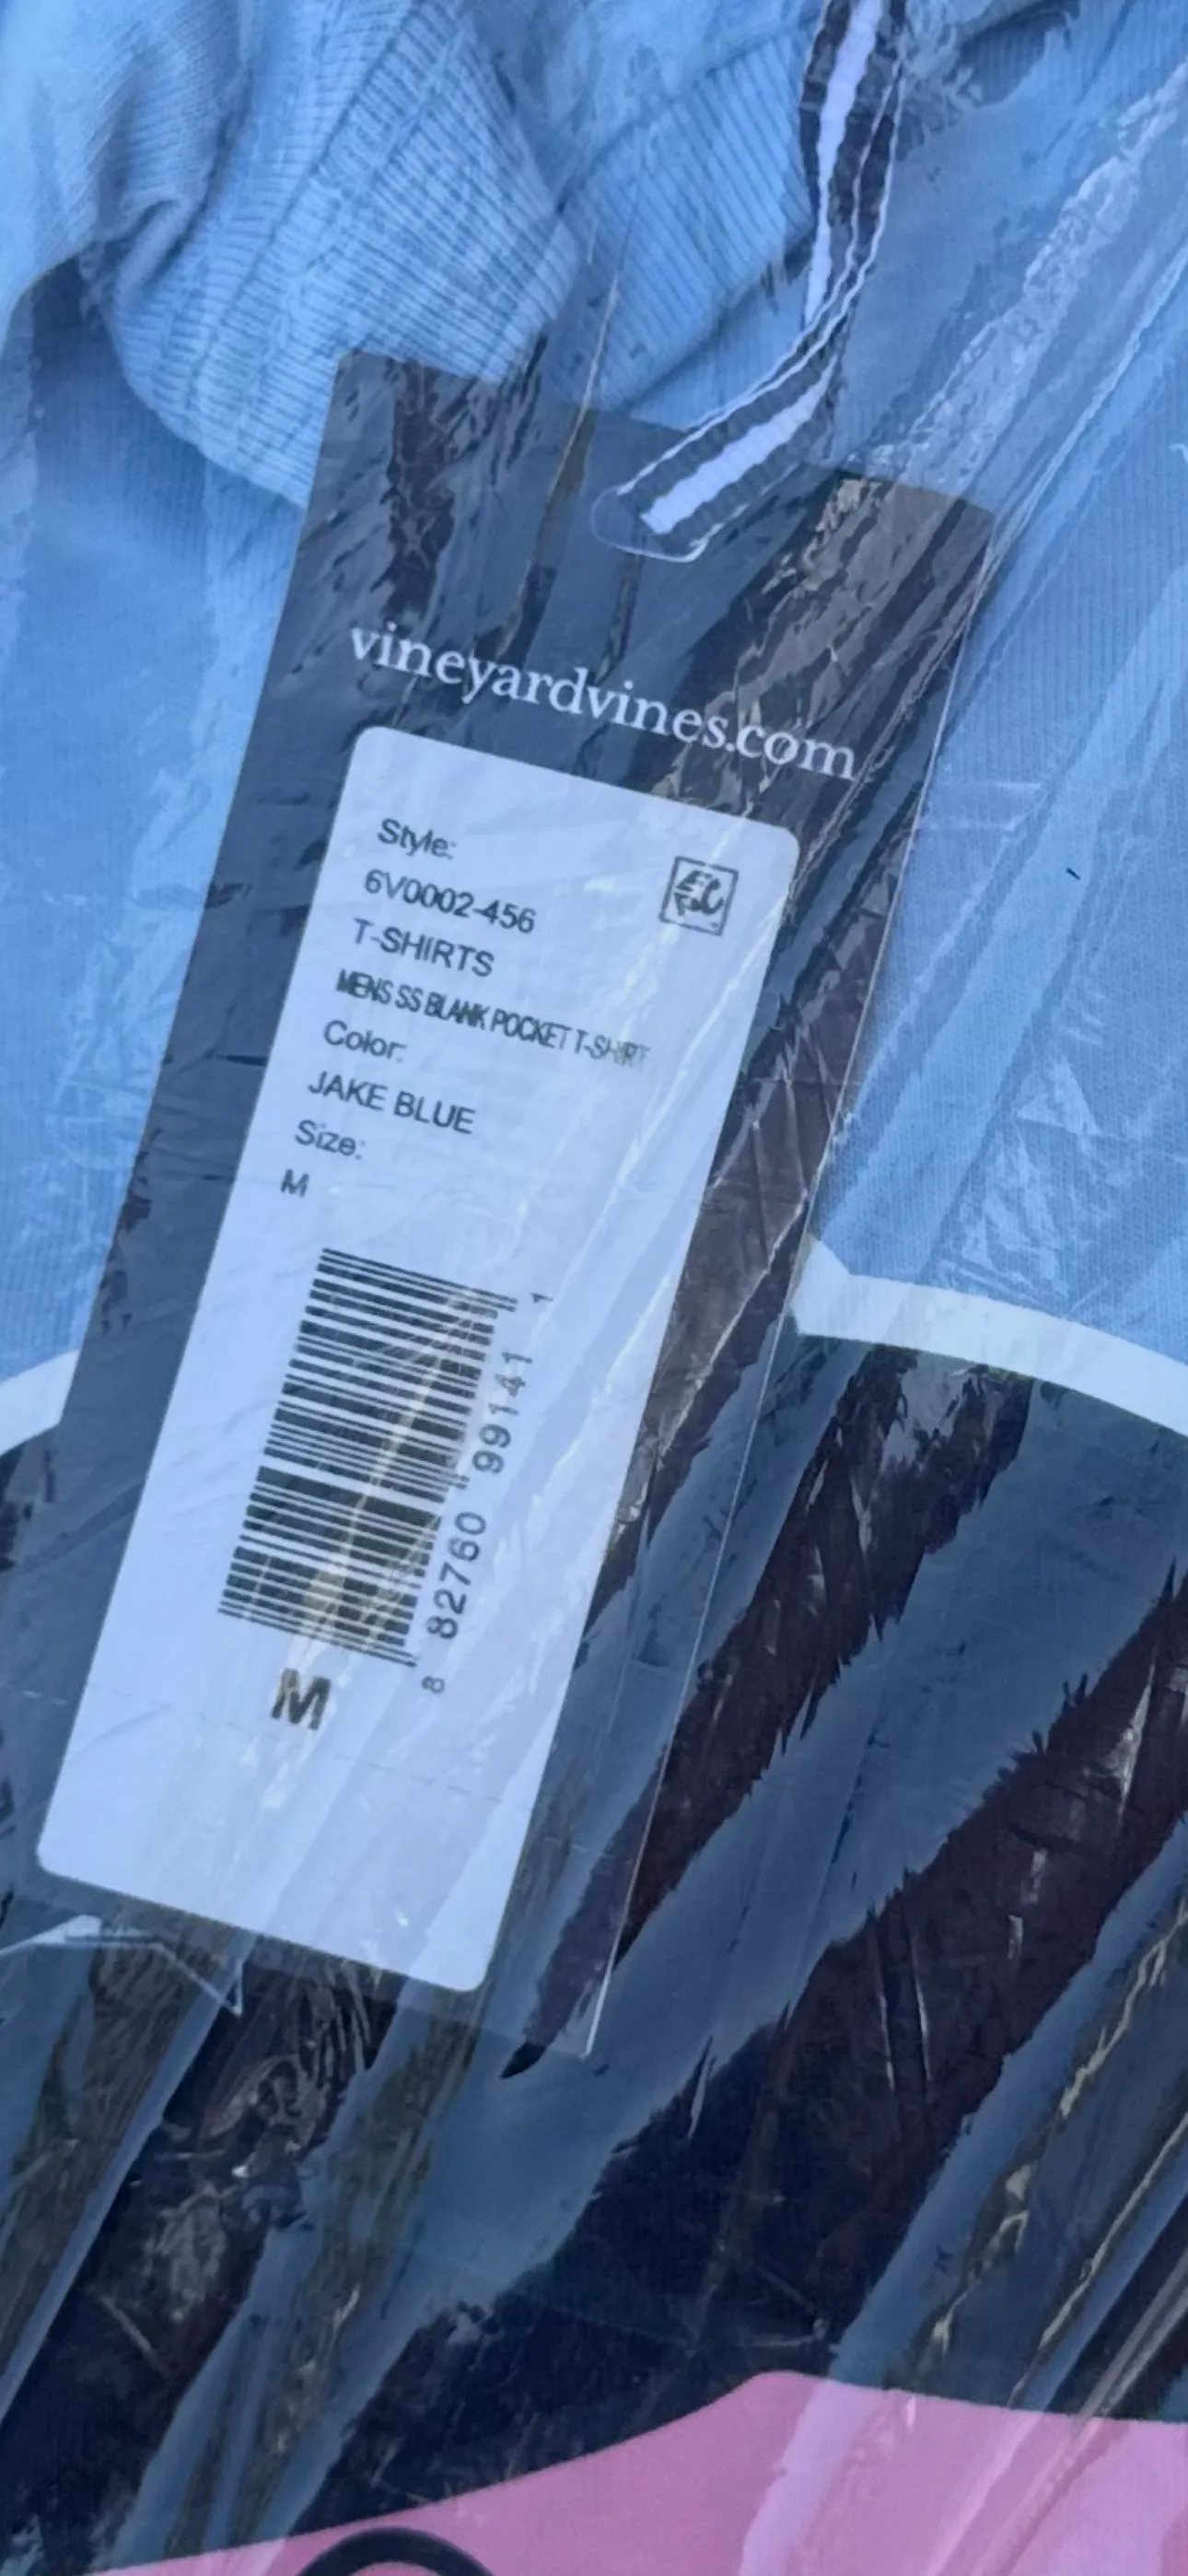 vineyardvines.com
Style:
6V0002-456
T-SHIRTS
MENS SS BLANK POCKET T-SHIRT
Color:
JAKE BLUE
Size:
M
8 82760 99141 1
M